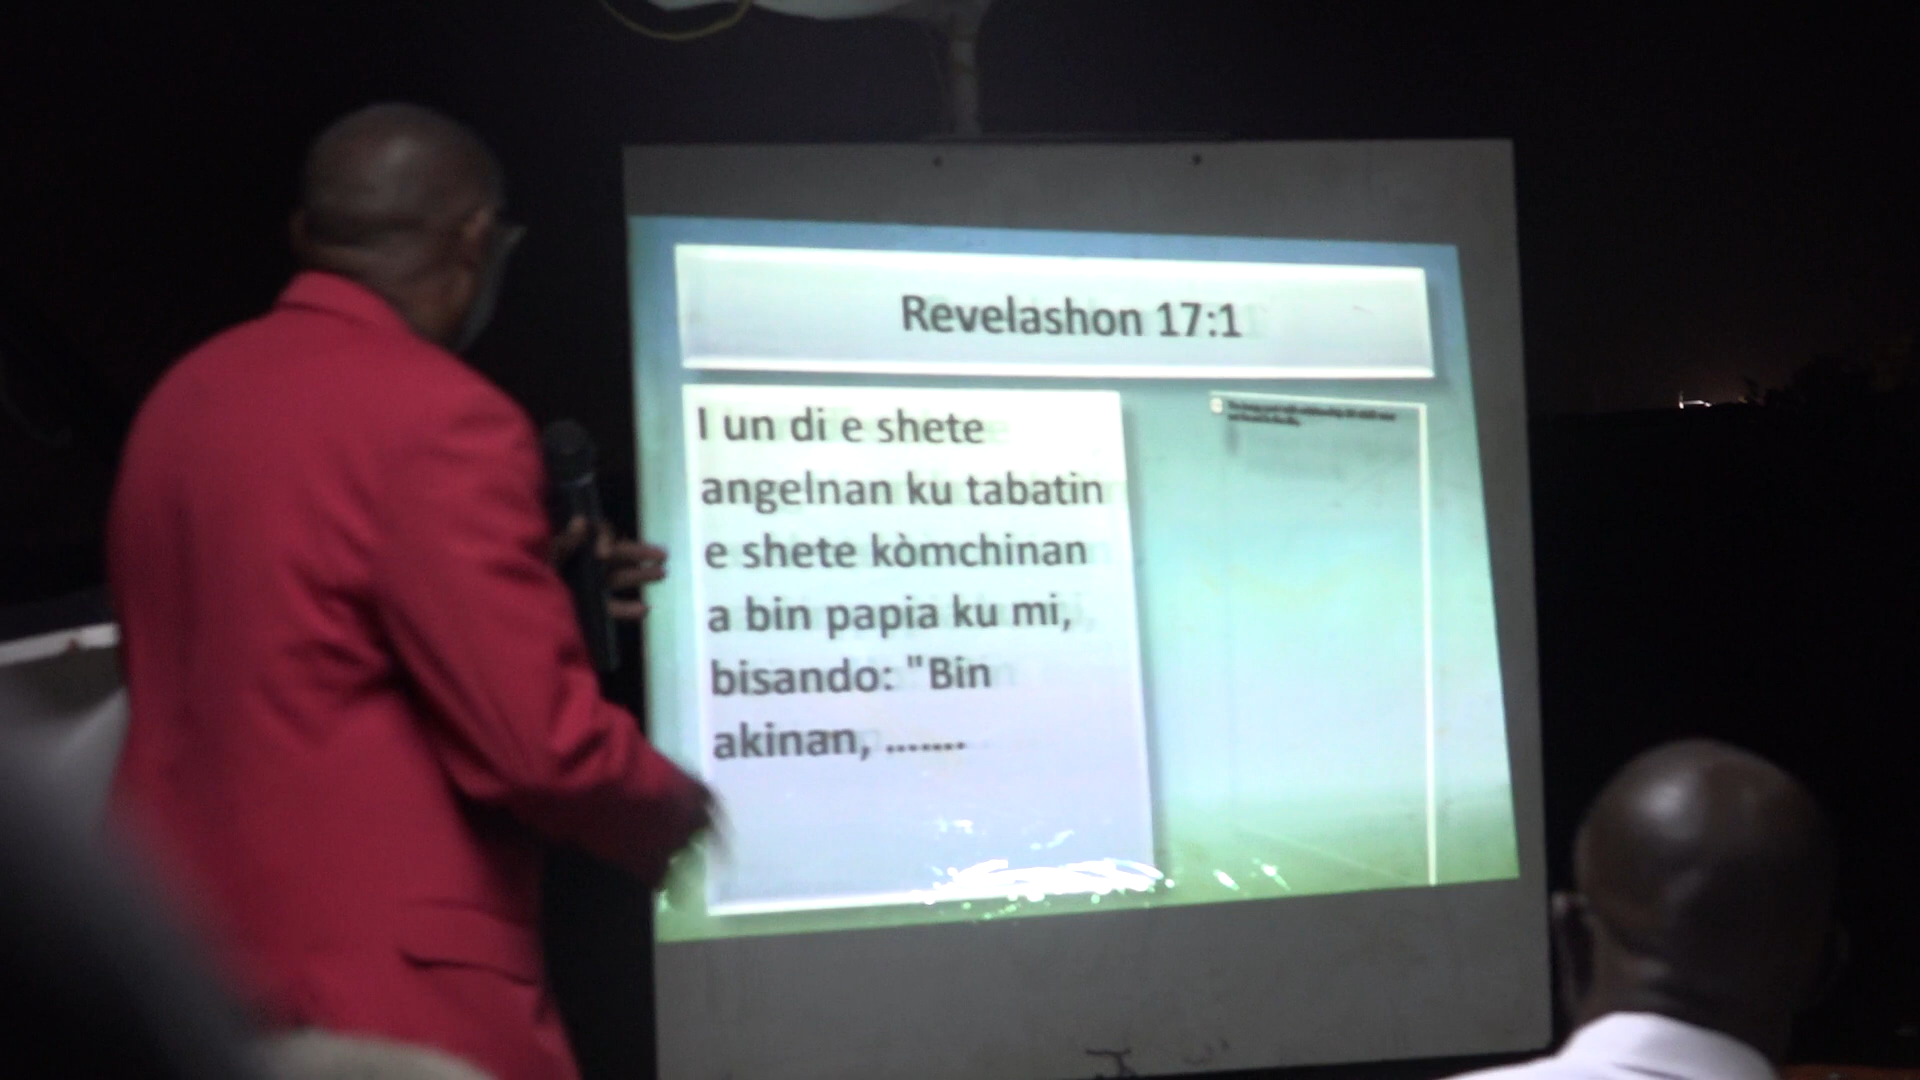 Revelashon 17:1
I un di e shete
angelnan ku tabatin
e shete kòmchinan
a bin papia ku mi,
bisando: "Bin
akinan, .......